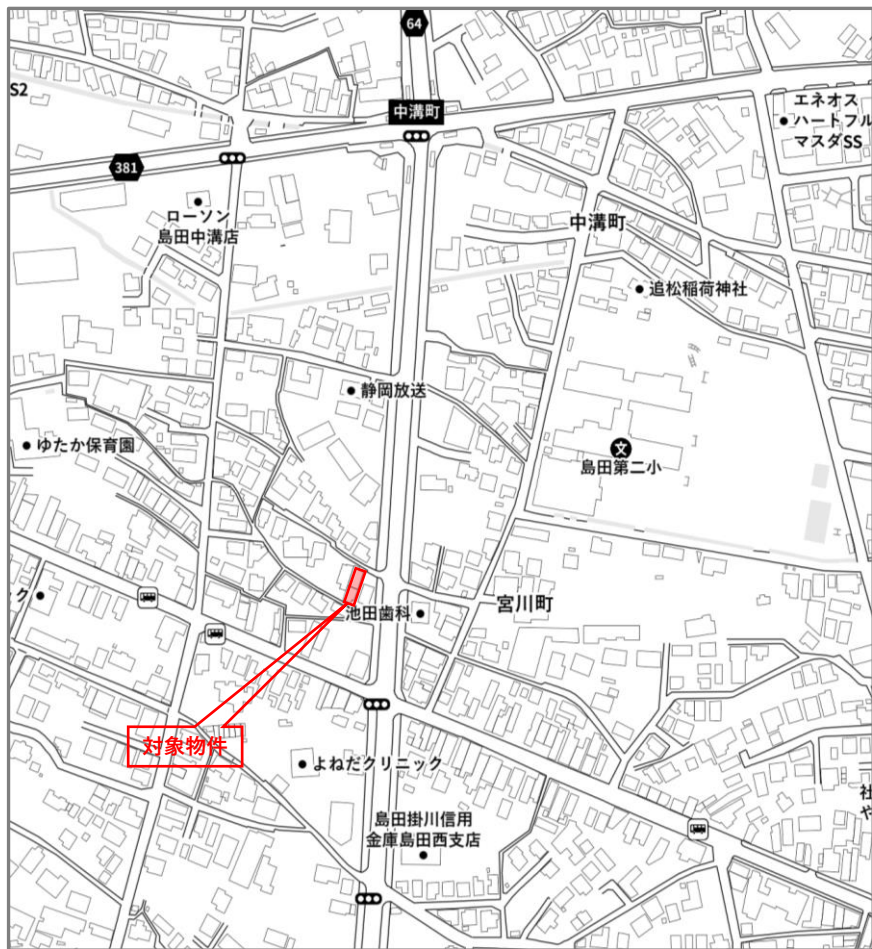 64
S2
中溝町
エネオス
ハートフル
マスダSS
381
ローソン
島田中溝店
中溝町
追松稲荷神社
静岡放送
ゆたか保育園
文
島田第二小
ク
池田歯科
宮川町
対象物件
よねだクリニック
社
や
島田掛川信用
金庫島田西支店